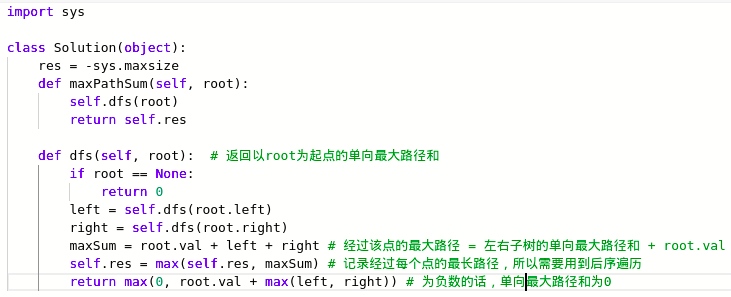 import sys
class Solution(object):
res = -sys.maxsize
def maxPathSum(self, root):
self.dfs(root)
return self.res
def dfs(self, root):  # 返回以root为起点的单向最大路径和
if root == None:
return 0
left = self.dfs(root.left)
right = self.dfs(root.right)
maxSum = root.val + left + right # 经过该点的最大路径 = 左右子树的单向最大路径和 + root.val
self.res = max(self.res, maxSum) # 记录经过每个点的最长路径，所以需要用到后序遍历
return max(0, root.val + max(left, right)) # 为负数的话，单向最大路径和为0